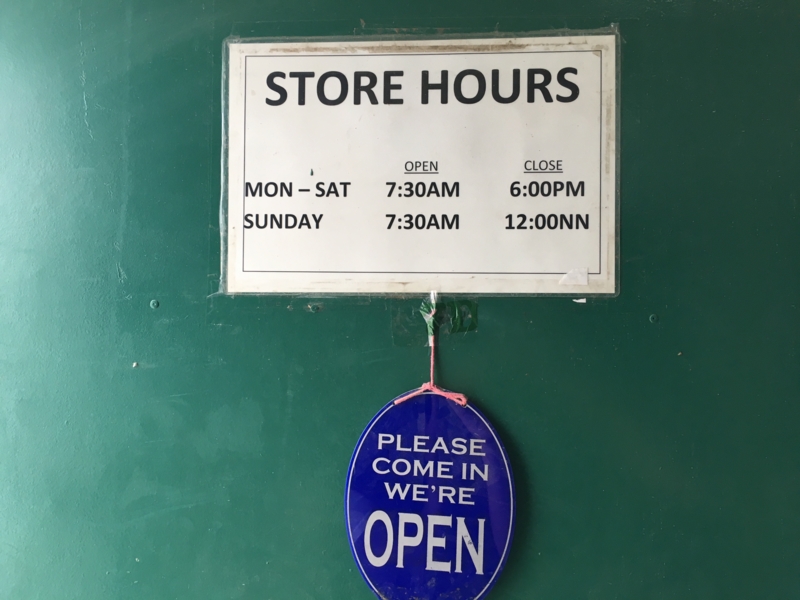 STORE HOURS
OPEN CLOSE
MON – SAT 7:30AM 6:00PM
SUNDAY 7:30AM 12:00NN
PLEASE
COME IN
WE'RE
OPEN